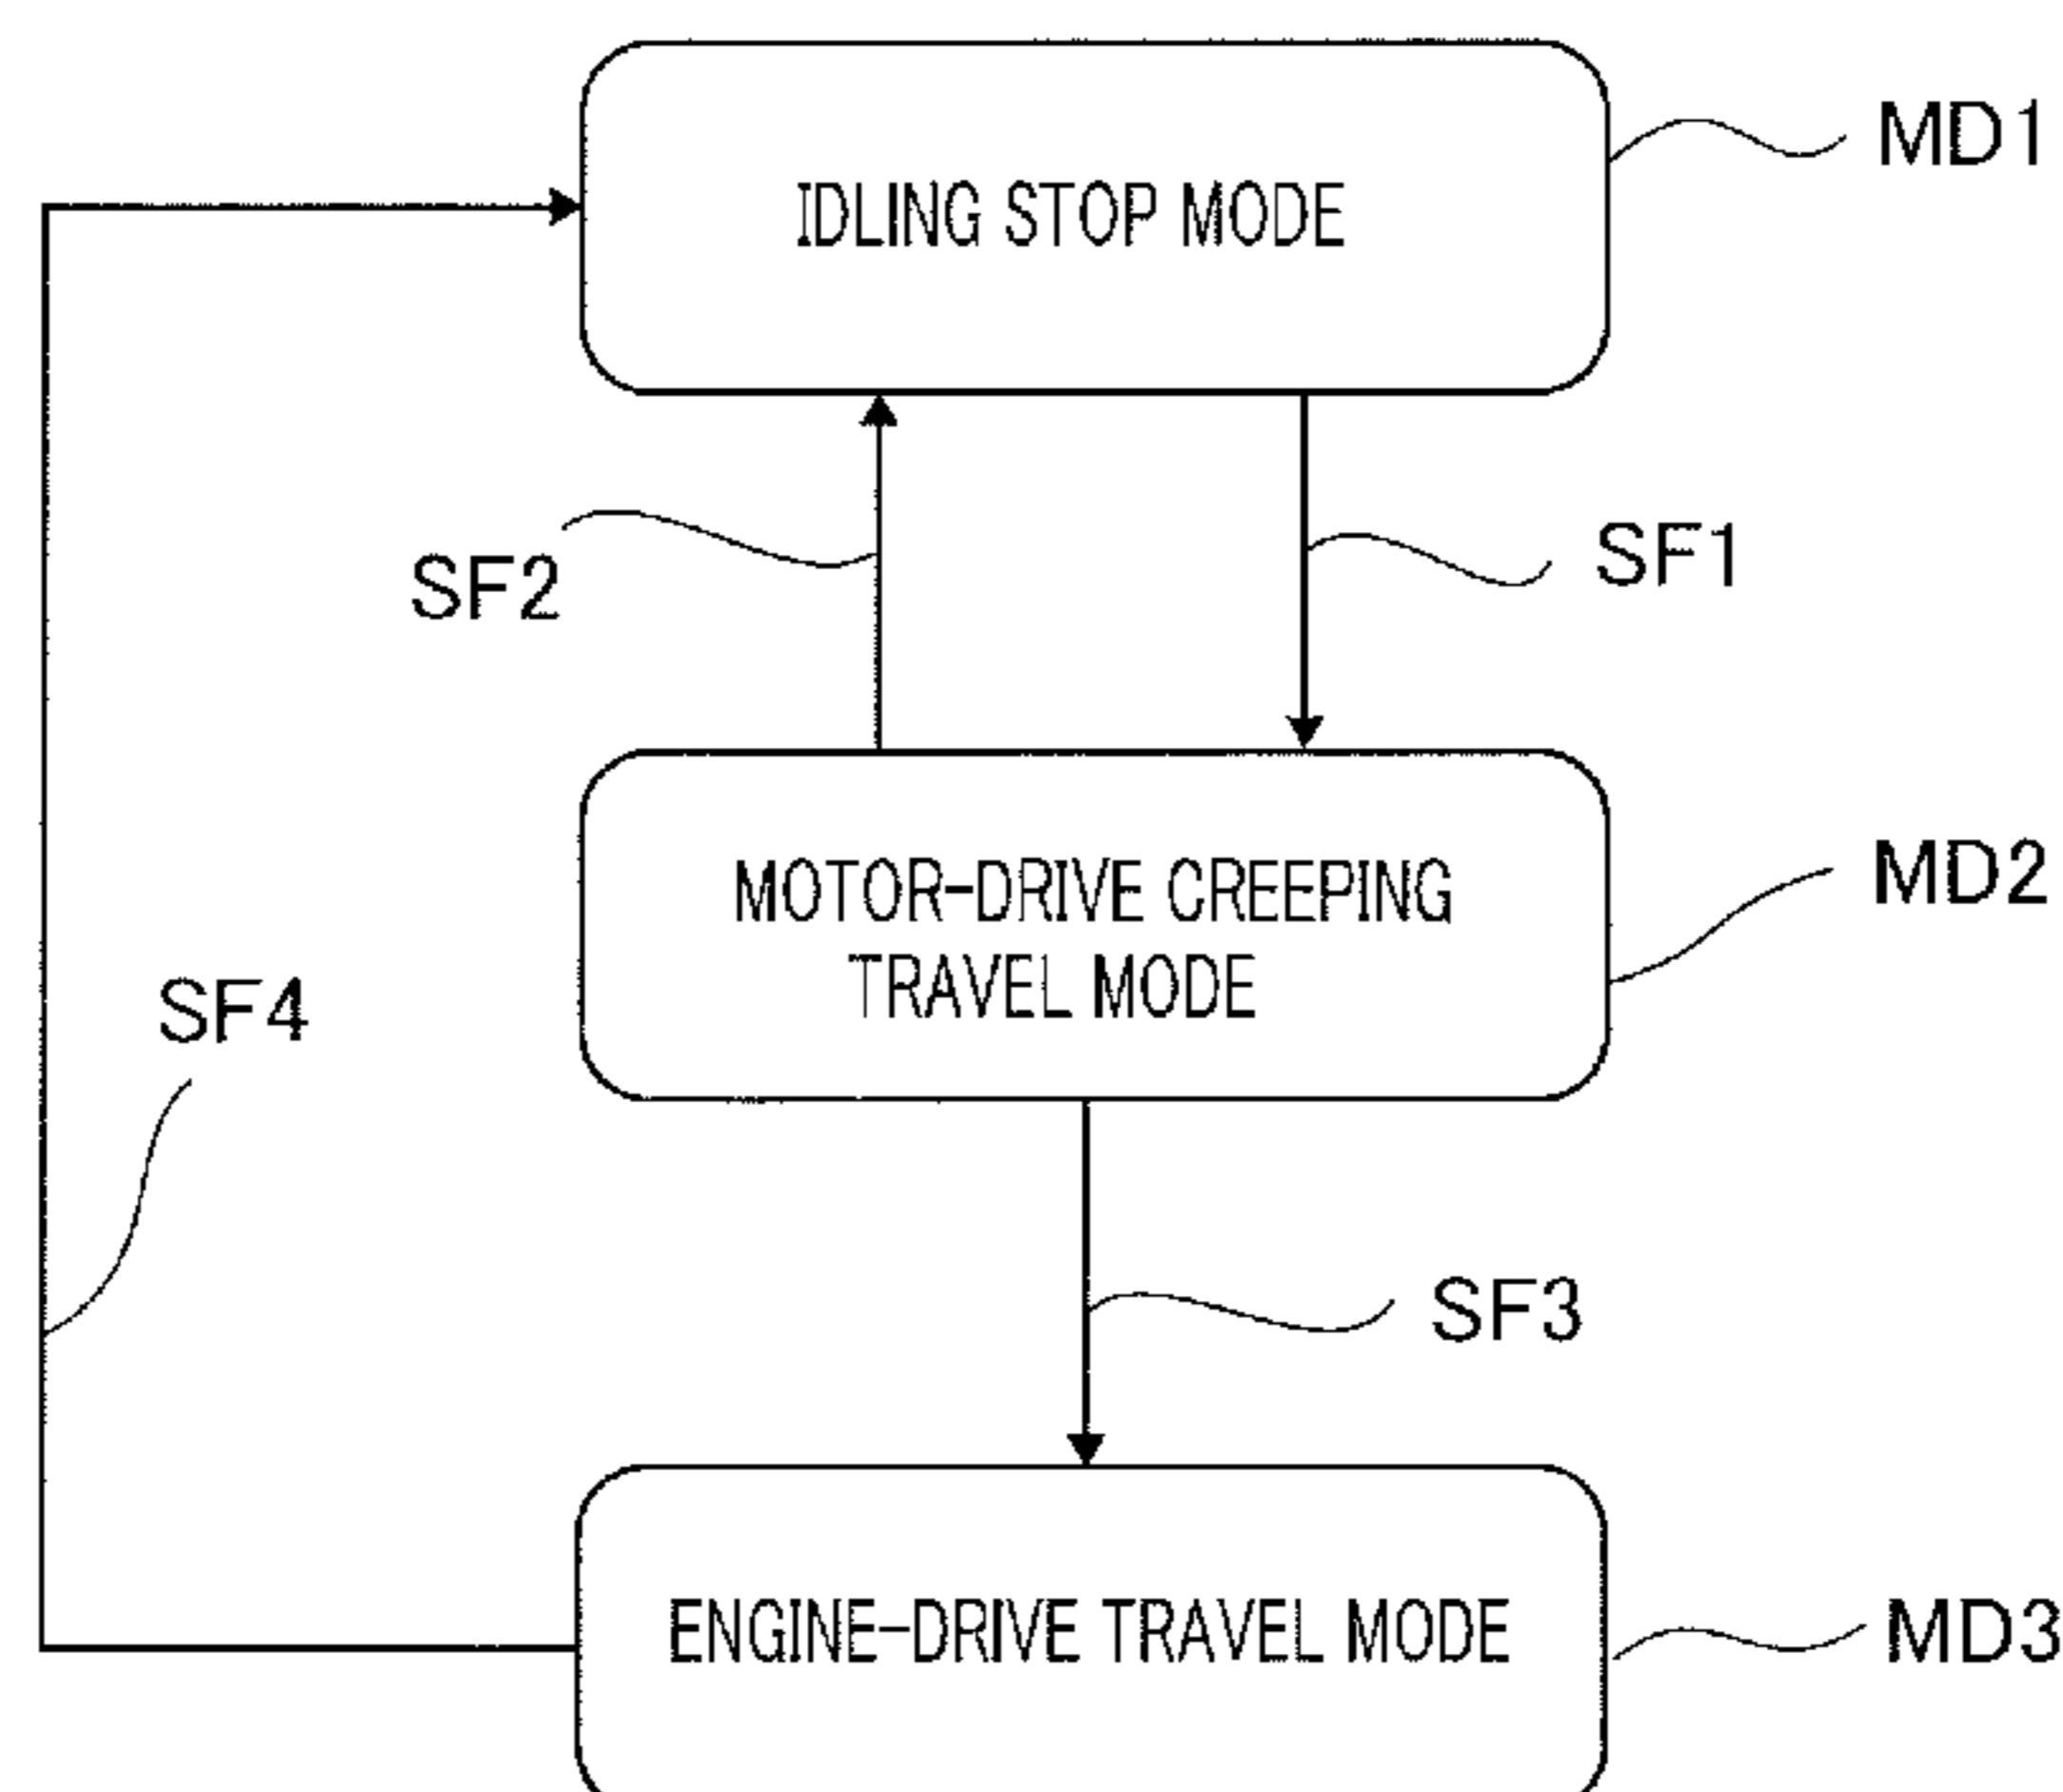 MD1
IDLING STOP MODE
SF1
SF2
MD2
MOTOR-DRIVE CREEPING
TRAVEL MODE
SF4
SF3
ENGINE-DRIVE TRAVEL MODE
MD3